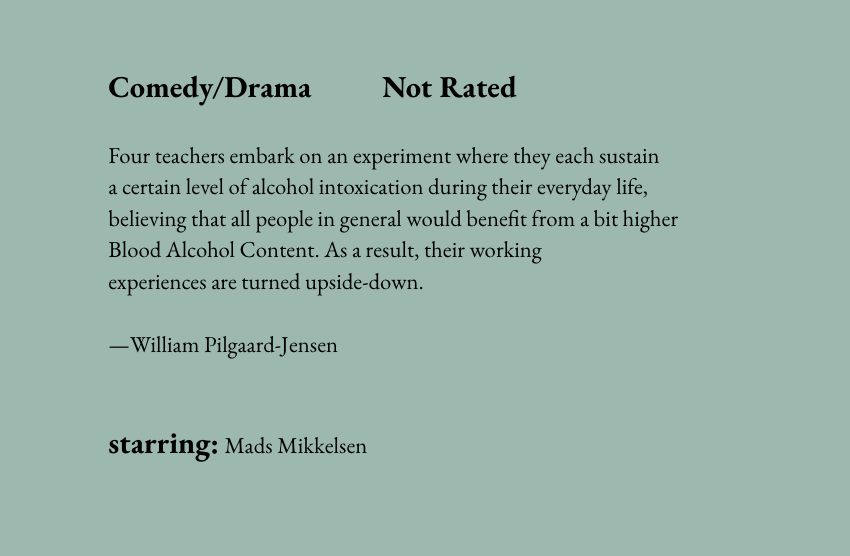 Comedy/Drama Not Rated
Four teachers embark on an experiment where they each sustain
a certain level of alcohol intoxication during their everyday life,
believing that all people in general would benefit from a bit higher
Blood Alcohol Content. As a result, their working
experiences are turned upside-down.
—William Pilgaard-Jensen
starring: Mads Mikkelsen